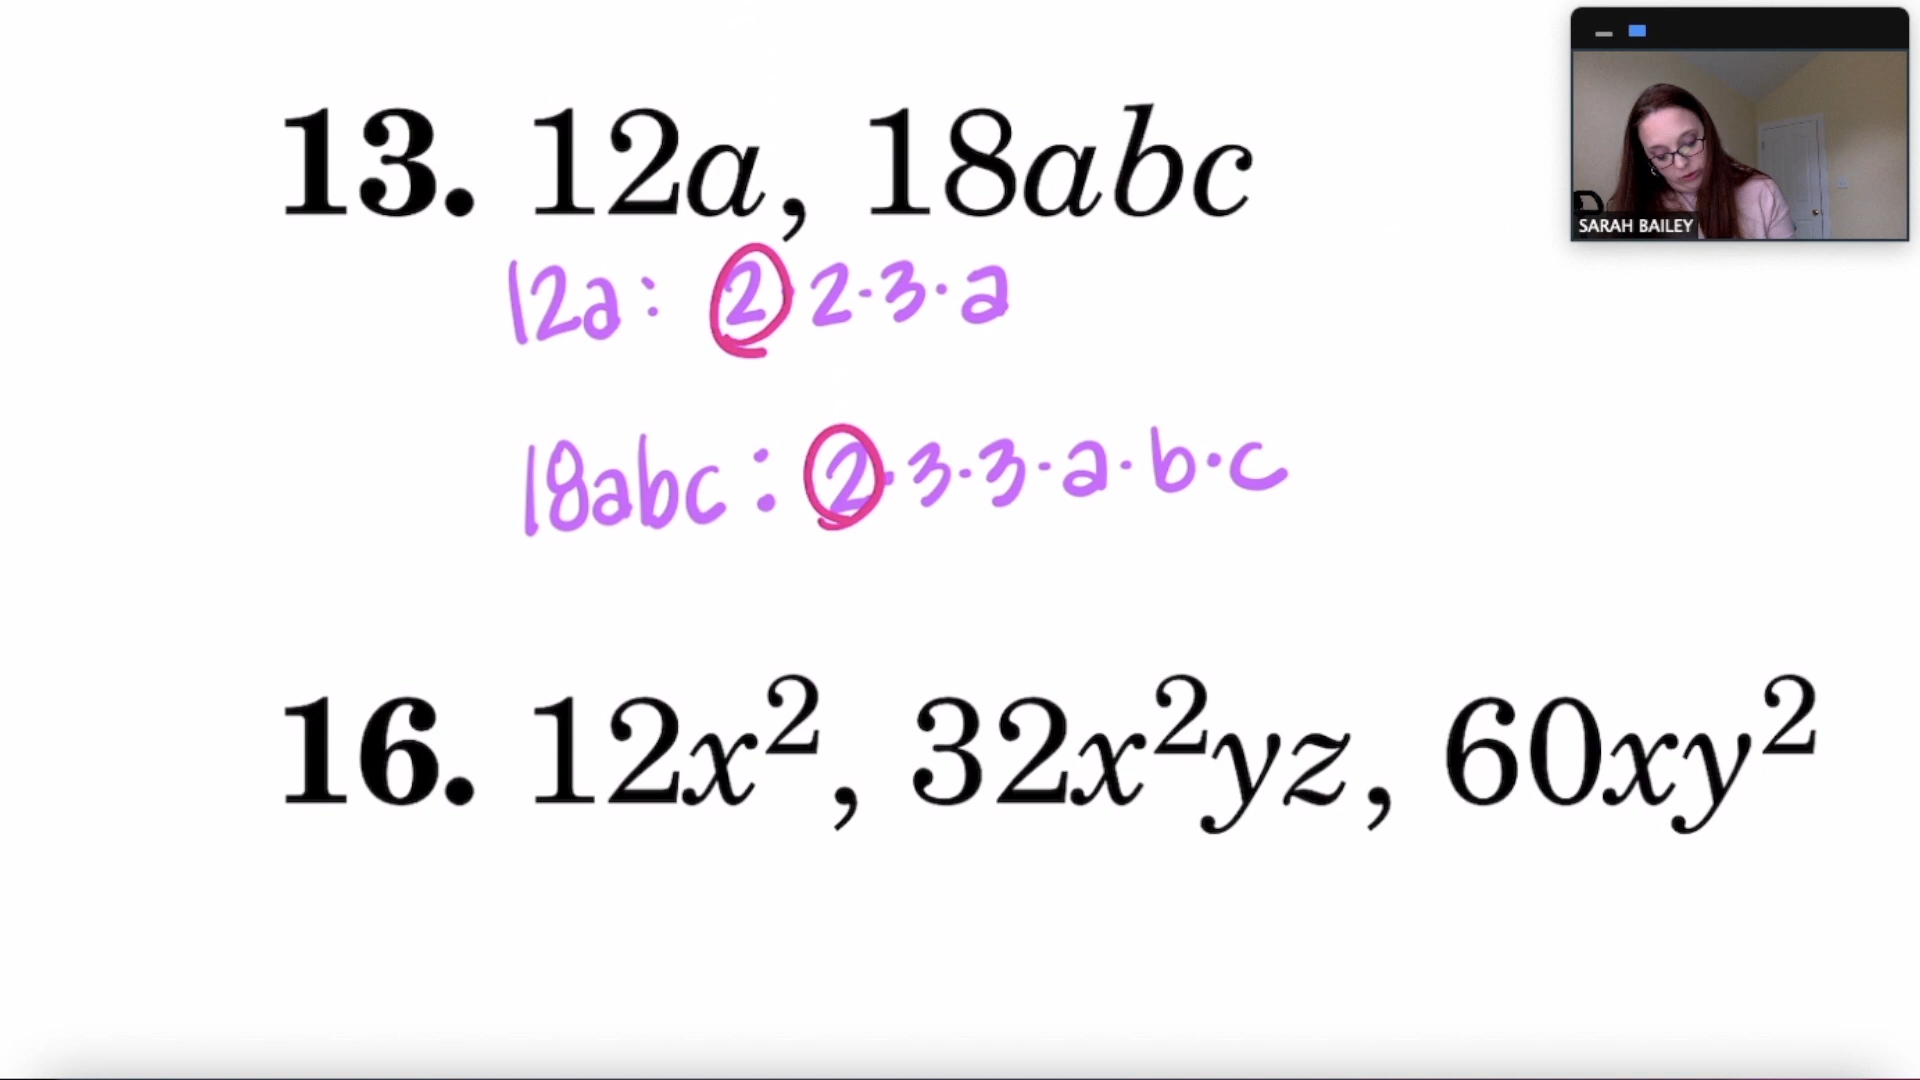 13. 12a, 18abc
SARAH BAILEY
12a: 2 2·3·a
18abc: 2·3·3·a·b·c
16. 12x², 32x²yz, 60xy²